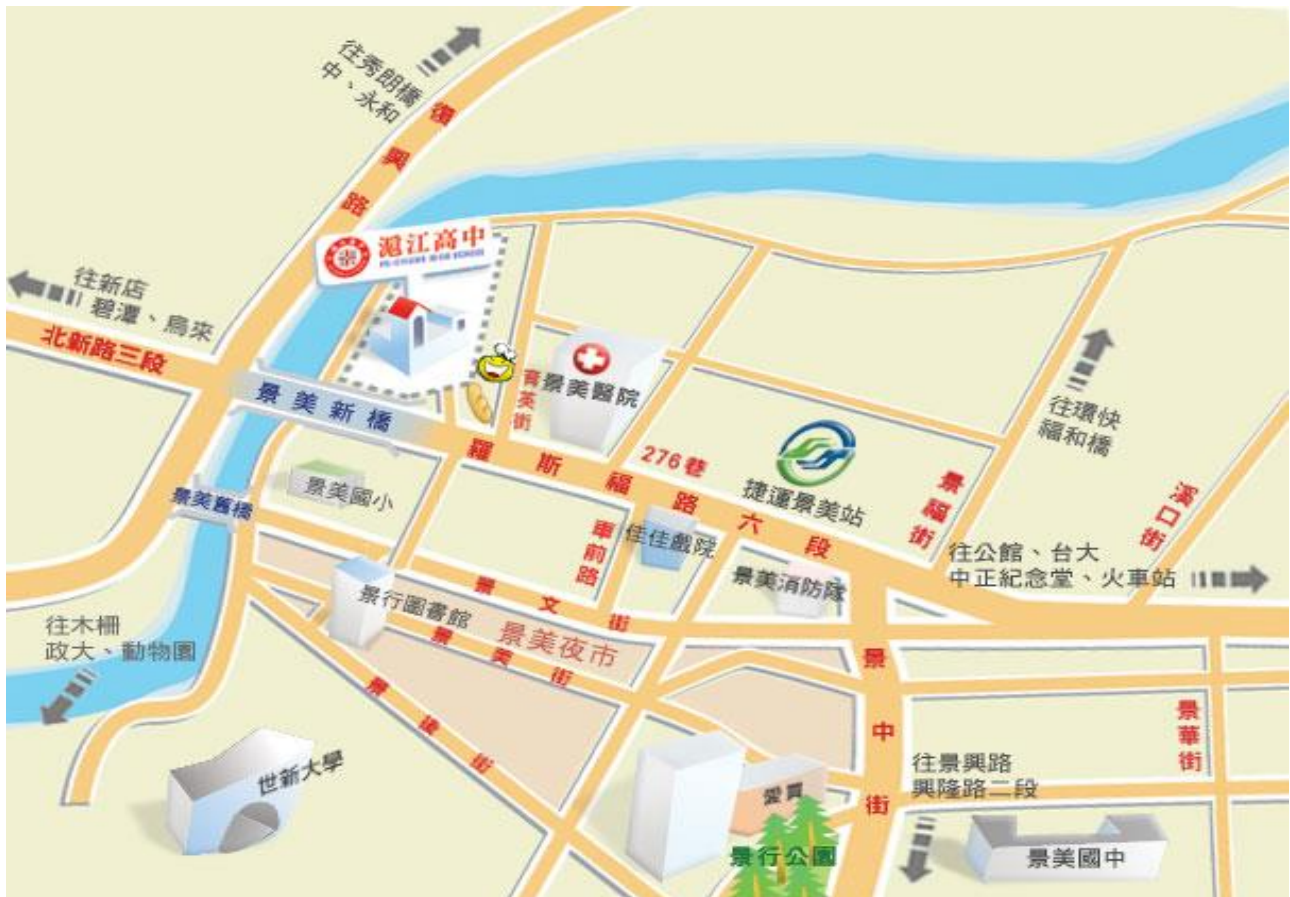 往秀朗橋
中、永和
復興路
滬江高中
HU-CHIANG HIGH SCHOOL
往新店
碧潭、烏來
北新路三段
景美新橋
景美醫院
育英街
羅斯福路六段
276巷
捷運景美站
景福街
往環快
福和橋
溪口街
景美舊橋
景美國小
車前路
佳佳戲院
景美消防隊
往公館、台大
中正紀念堂、火車站
往木柵
政大、動物園
景行圖書館
景文街
景美夜市
景美街
景後街
景中街
景華街
世新大學
往景興路
興隆路二段
愛買
景行公園
景美國中